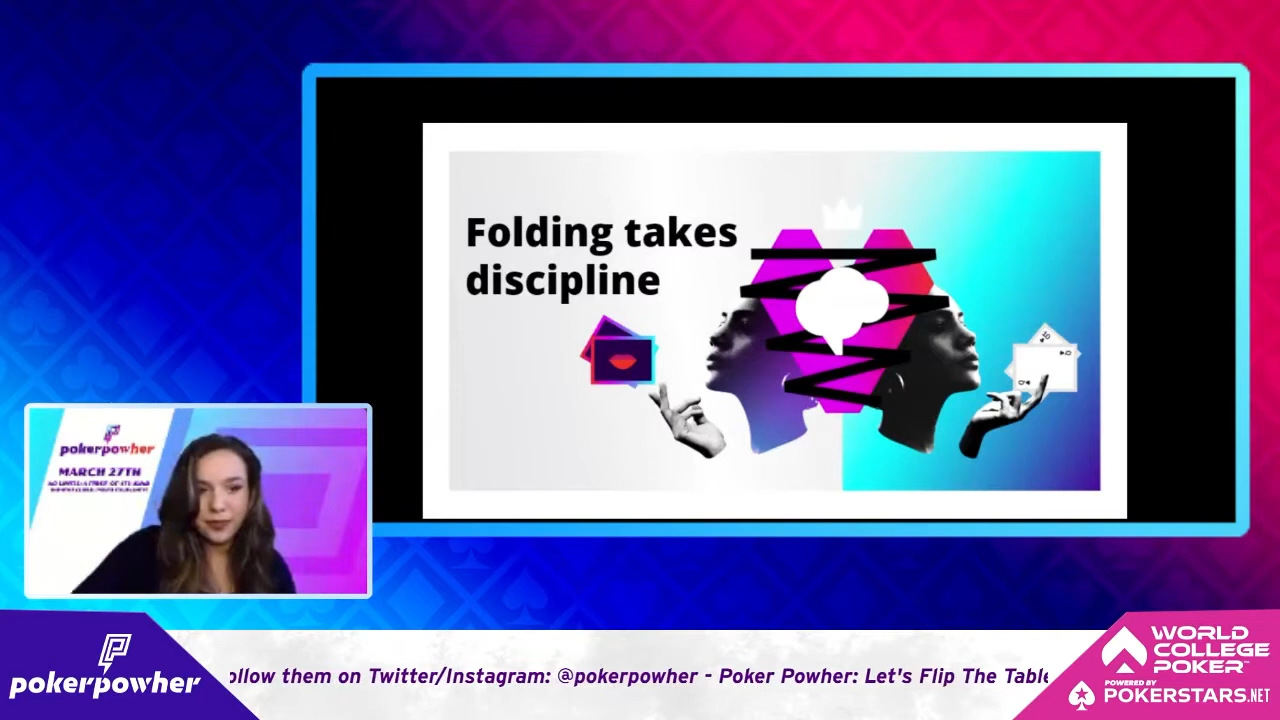 Folding takes
discipline
pokerpowher
MARCH 27TH
pokerpowher
ollow them on Twitter/Instagram: @pokerpowher - Poker Powher: Let's Flip The Table
WORLD
COLLEGE
POKER
POWERED BY
POKERSTARS.NET